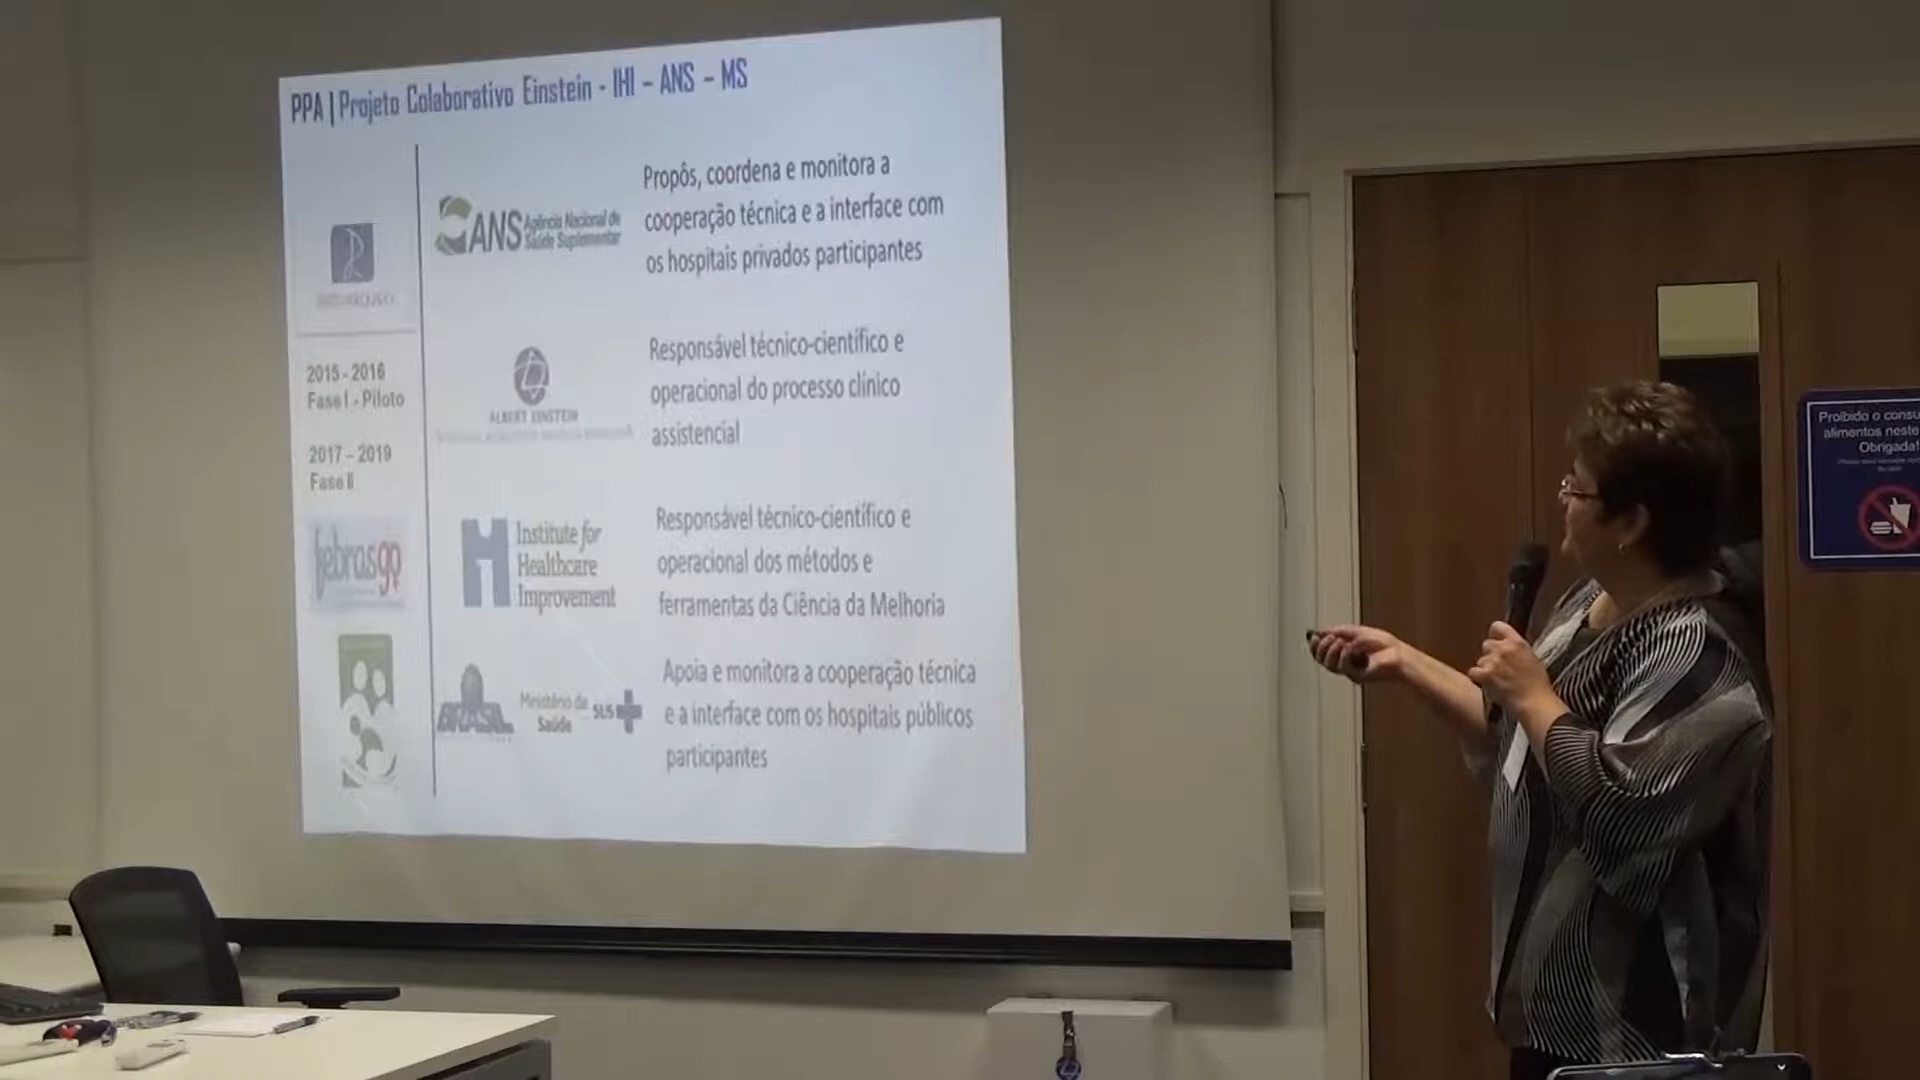 PPA | Projeto Colaborativo Einstein - IHI – ANS – MS
2015 - 2016
Fase I - Piloto
2017 – 2019
Fase II
febrasgo
ANS Agência Nacional de
Saúde Suplementar
Propôs, coordena e monitora a
cooperação técnica e a interface com
os hospitais privados participantes
ALBERT EINSTEIN
Responsável técnico-científico e
operacional do processo clínico
assistencial
Institute for
Healthcare
Improvement
Responsável técnico-científico e
operacional dos métodos e
ferramentas da Ciência da Melhoria
BRASIL
Ministério da
Saúde
SUS
Apoia e monitora a cooperação técnica
e a interface com os hospitais públicos
participantes
Proibido o consu
alimentos neste
Obrigada!